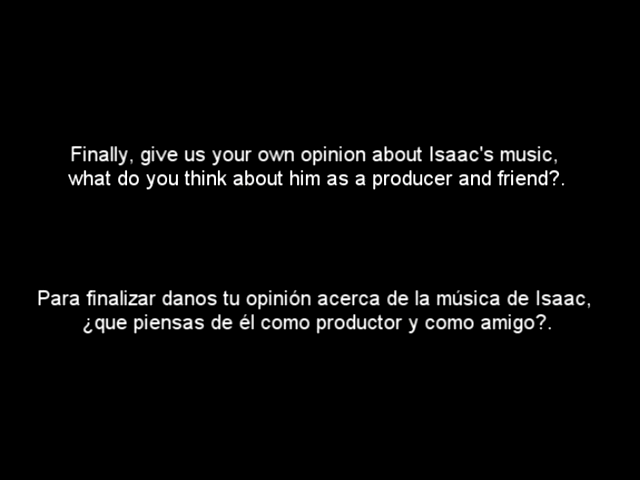 Finally, give us your own opinion about Isaac's music,
what do you think about him as a producer and friend?.
Para finalizar danos tu opinión acerca de la música de Isaac,
¿que piensas de él como productor y como amigo?.